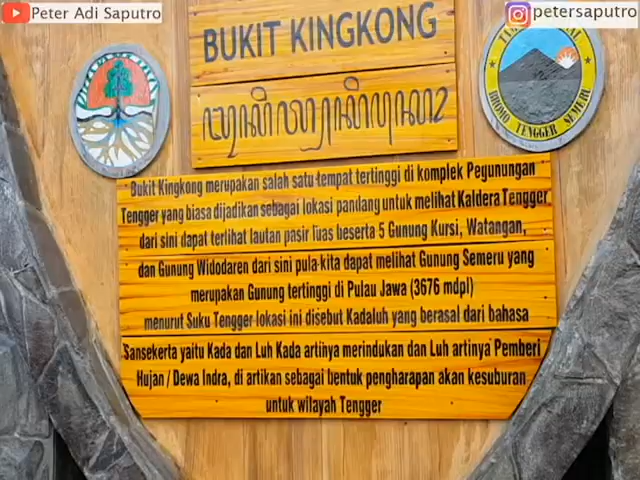 Peter Adi Saputro
petersaputro
BUKIT KINGKONG
BROMO TENGGER SEMERU
Bukit Kingkong merupakan salah satu tempat tertinggi di komplek Pegunungan
Tengger yang biasa dijadikan sebagai lokasi pandang untuk melihat Kaldera Tengger
dari sini dapat terlihat lautan pasir luas beserta 5 Gunung Kursi, Watangan,
dan Gunung Widodaren dari sini pula kita dapat melihat Gunung Semeru yang
merupakan Gunung tertinggi di Pulau Jawa (3676 mdpl)
menurut Suku Tengger lokasi ini disebut Kadaluh yang berasal dari bahasa
Sansekerta yaitu Kada dan Luh Kada artinya merindukan dan Luh artinya Pemberi
Hujan / Dewa Indra, di artikan sebagai bentuk pengharapan akan kesuburan
untuk wilayah Tengger